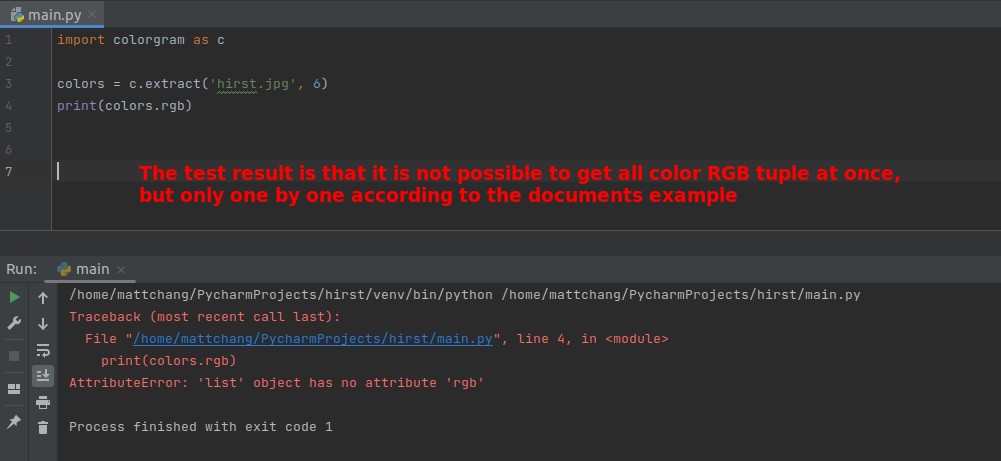 main.py
1 import colorgram as c
2
3 colors = c.extract('hirst.jpg', 6)
4 print(colors.rgb)
5
6
7
The test result is that it is not possible to get all color RGB tuple at once,
but only one by one according to the documents example
Run: main
/home/mattchang/PycharmProjects/hirst/venv/bin/python /home/mattchang/PycharmProjects/hirst/main.py
Traceback (most recent call last):
File "/home/mattchang/PycharmProjects/hirst/main.py", line 4, in <module>
print(colors.rgb)
AttributeError: 'list' object has no attribute 'rgb'
Process finished with exit code 1